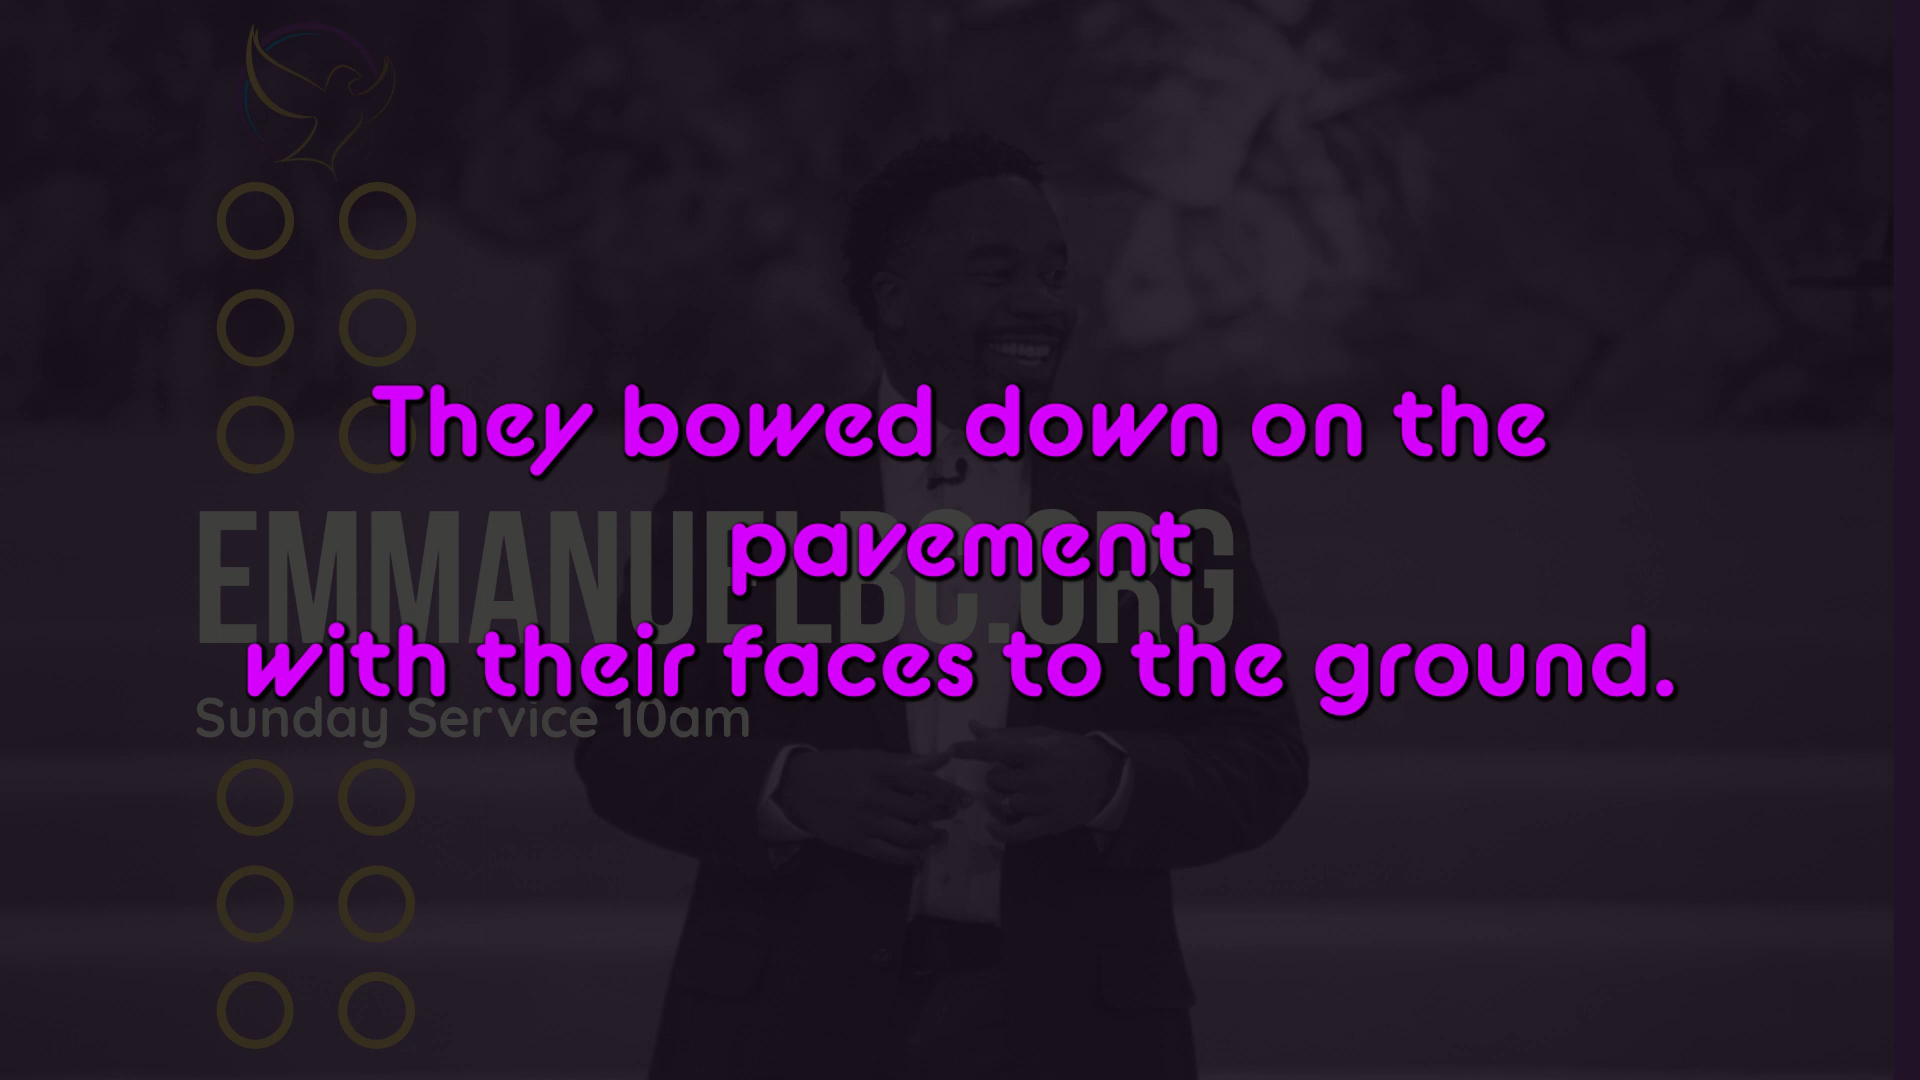 They bowed down on the
pavement
with their faces to the ground.
EMMANUELBC.ORG
Sunday Service 10am